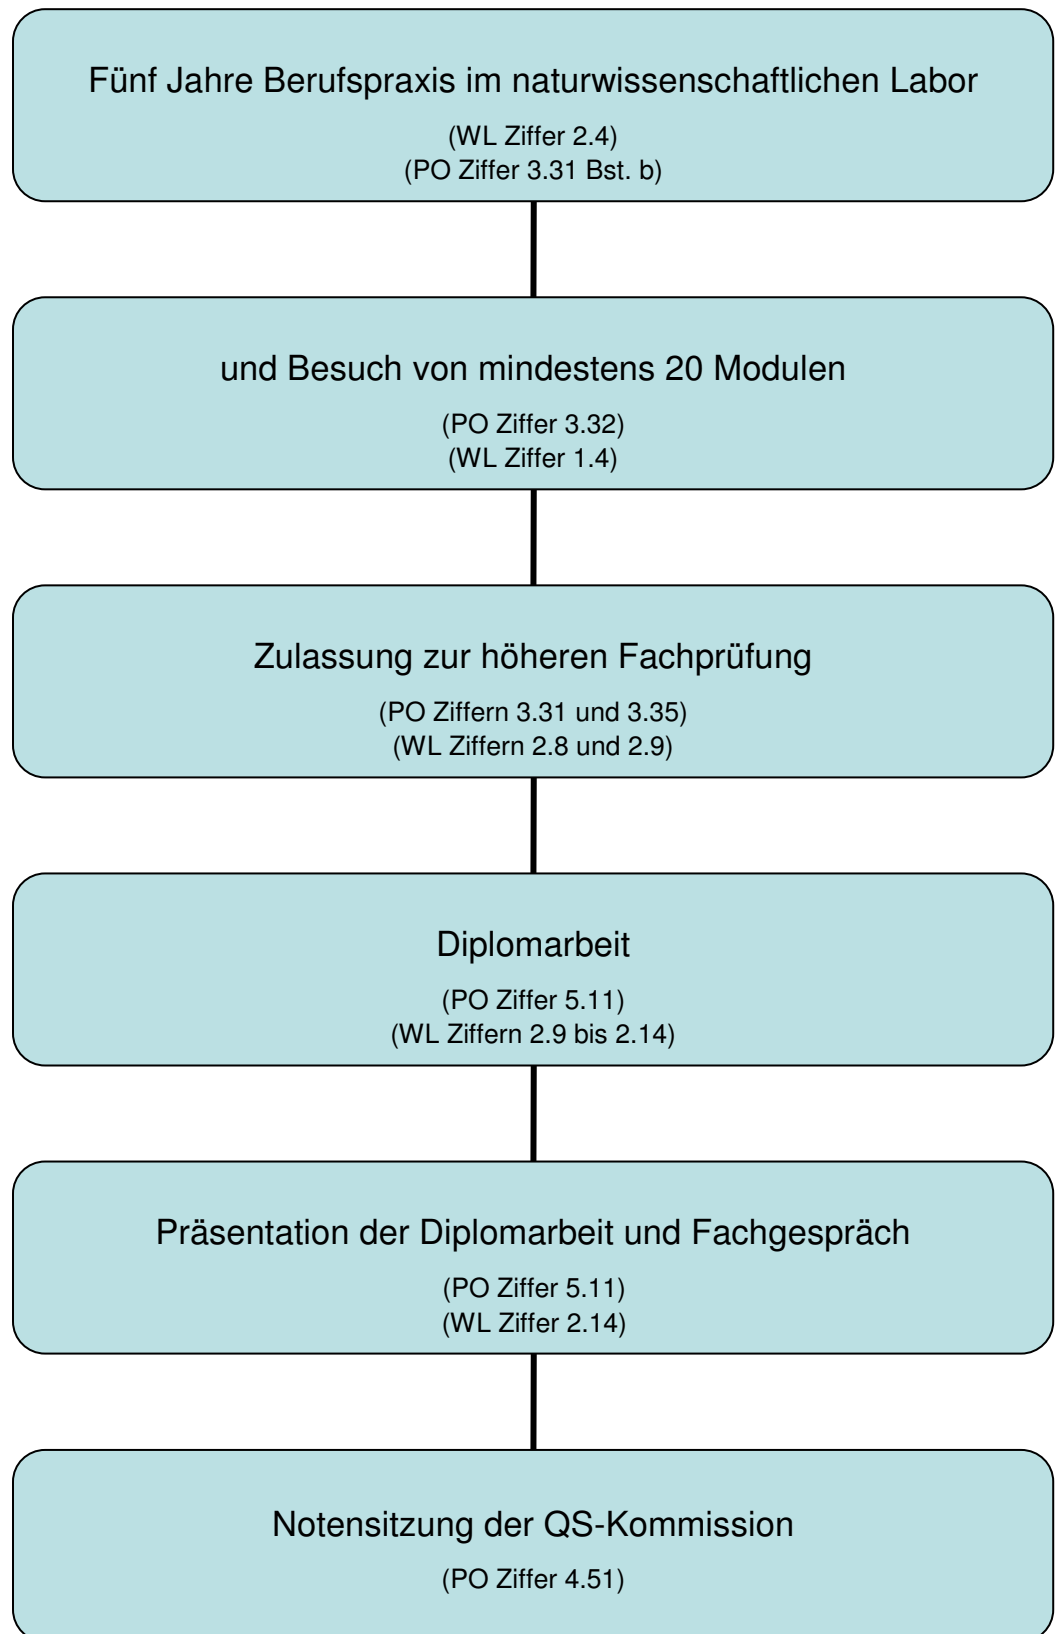 Fünf Jahre Berufspraxis im naturwissenschaftlichen Labor
(WL Ziffer 2.4)
(PO Ziffer 3.31 Bst. b)
und Besuch von mindestens 20 Modulen
(PO Ziffer 3.32)
(WL Ziffer 1.4)
Zulassung zur höheren Fachprüfung
(PO Ziffern 3.31 und 3.35)
(WL Ziffern 2.8 und 2.9)
Diplomarbeit
(PO Ziffer 5.11)
(WL Ziffern 2.9 bis 2.14)
Präsentation der Diplomarbeit und Fachgespräch
(PO Ziffer 5.11)
(WL Ziffer 2.14)
Notensitzung der QS-Kommission
(PO Ziffer 4.51)